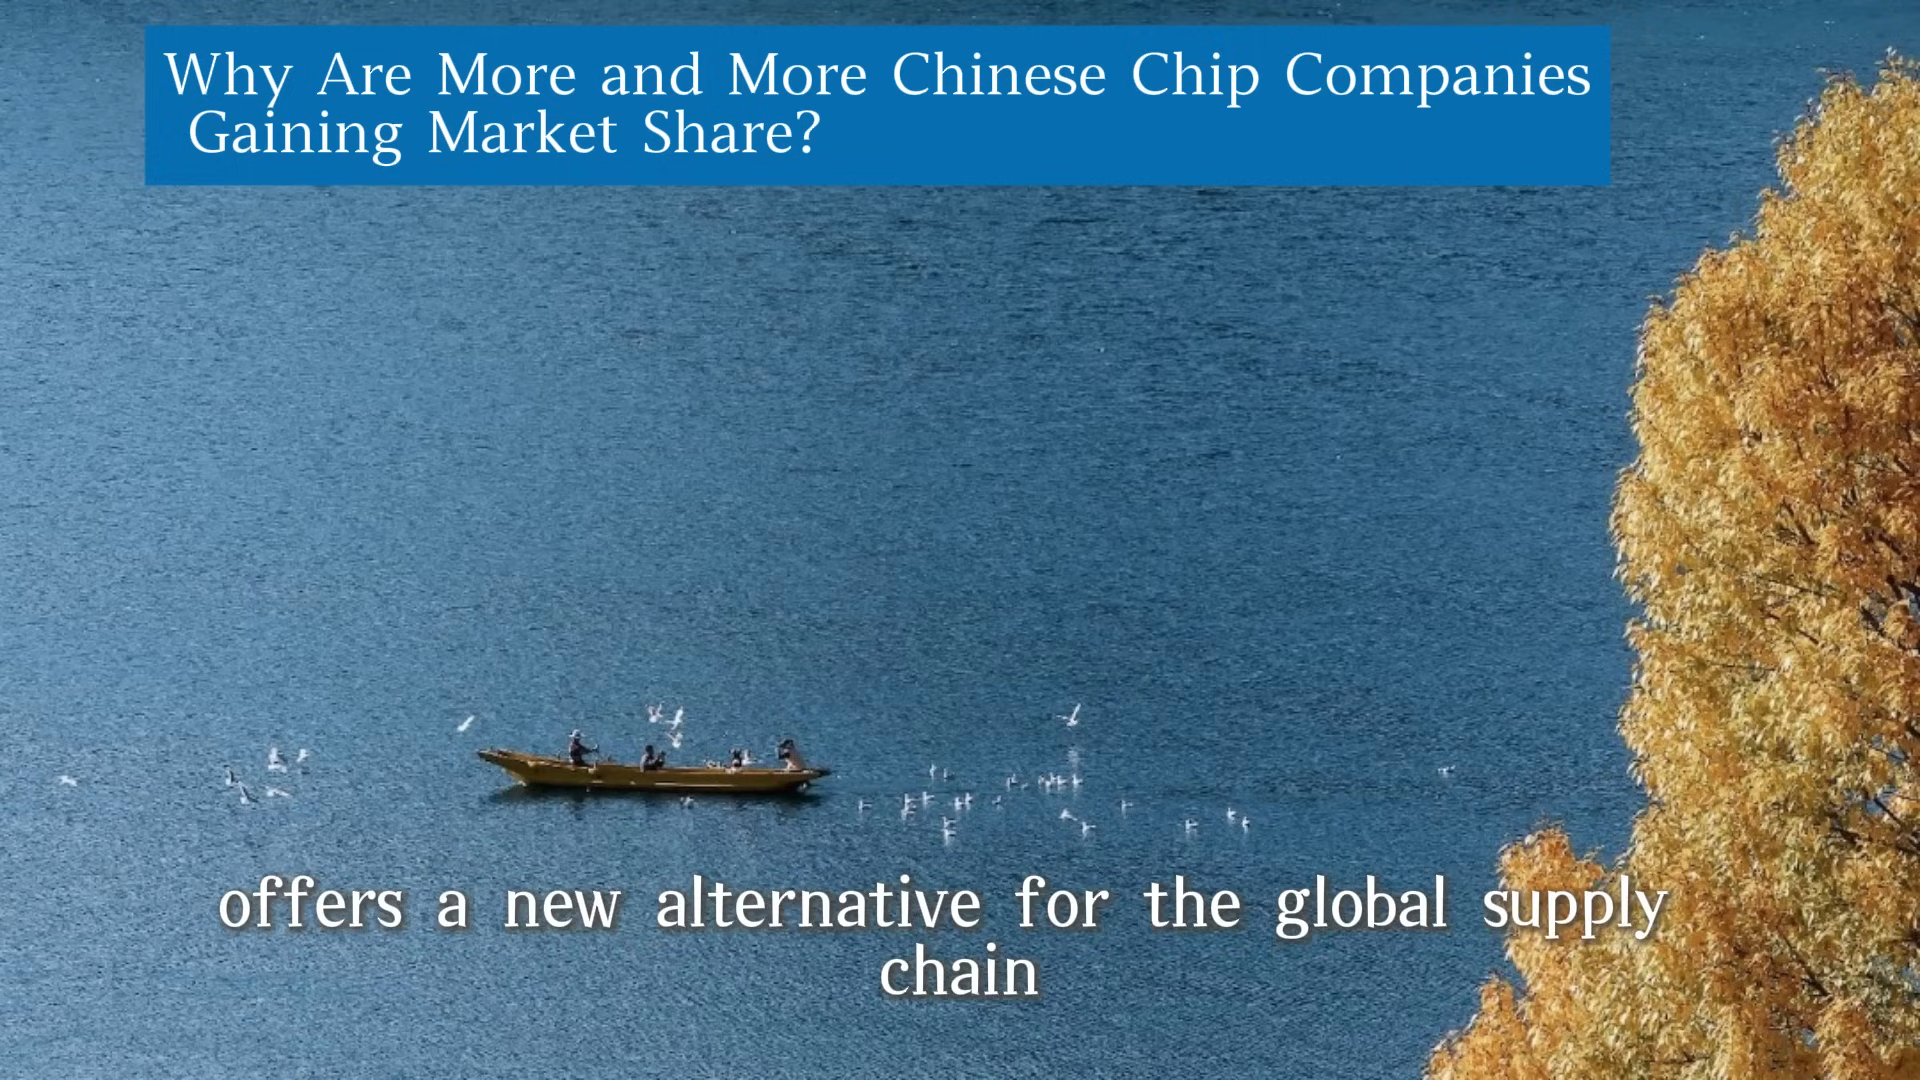 Why Are More and More Chinese Chip Companies
Gaining Market Share?
offers a new alternative for the global supply
chain